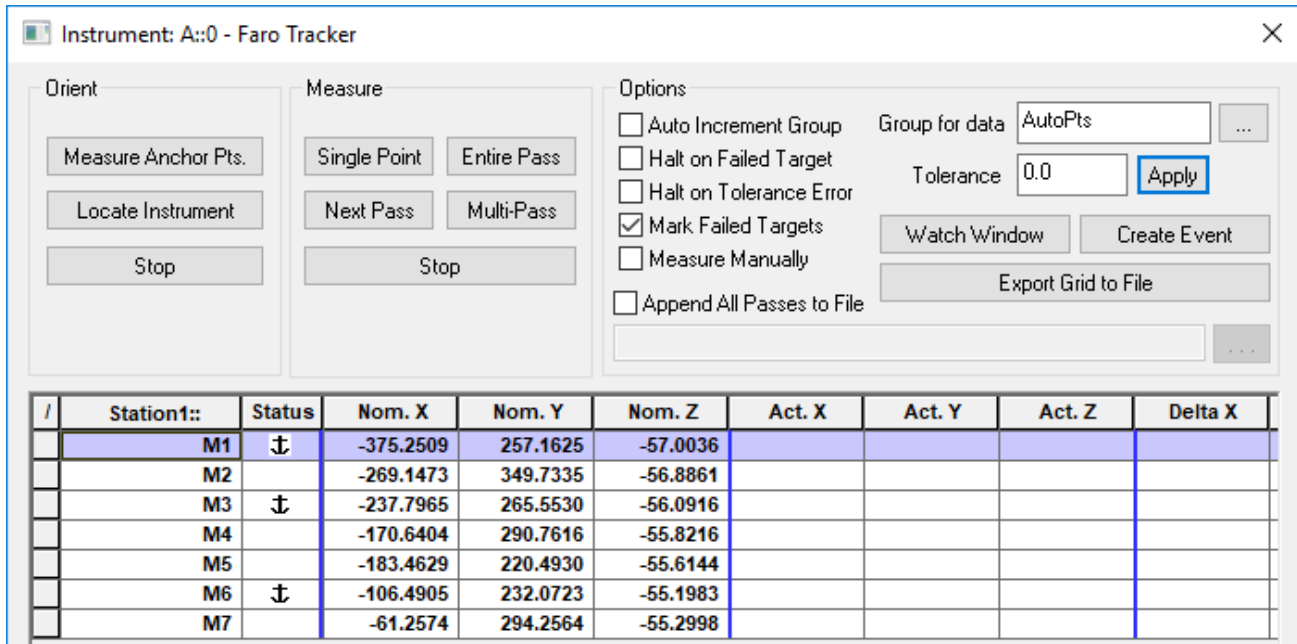 Instrument: A::0 - Faro Tracker
Orient
Measure Anchor Pts.
Locate Instrument
Stop
Measure
Single Point Entire Pass
Next Pass Multi-Pass
Stop
Options
Auto Increment Group
Halt on Failed Target
Halt on Tolerance Error
Mark Failed Targets
Measure Manually
Append All Passes to File
Group for data AutoPts ...
Tolerance 0.0 Apply
Watch Window Create Event
Export Grid to File
. . .
/ Station1:: Status Nom. X Nom. Y Nom. Z Act. X Act. Y Act. Z Delta X
M1 -375.2509 257.1625 -57.0036
M2 -269.1473 349.7335 -56.8861
M3 -237.7965 265.5530 -56.0916
M4 -170.6404 290.7616 -55.8216
M5 -183.4629 220.4930 -55.6144
M6 -106.4905 232.0723 -55.1983
M7 -61.2574 294.2564 -55.2998